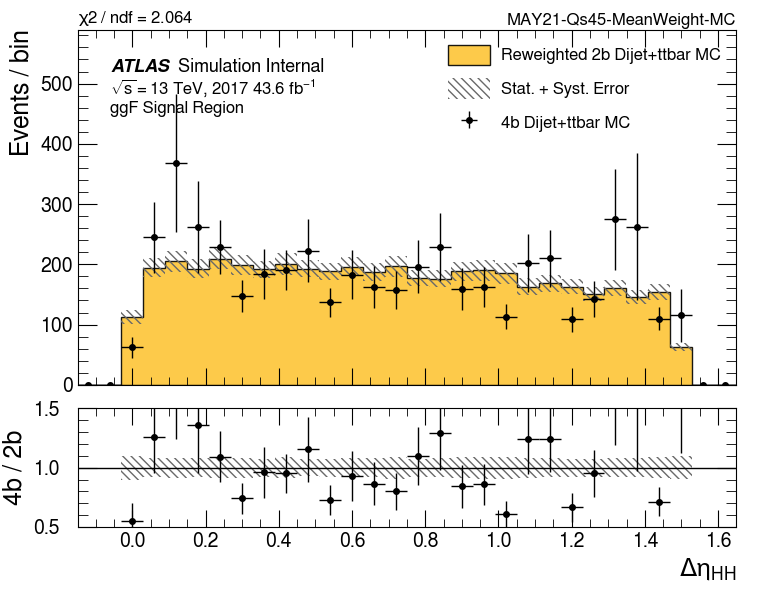 χ2 / ndf = 2.064
MAY21-Qs45-MeanWeight-MC
Events / bin
ATLAS Simulation Internal
√s = 13 TeV, 2017 43.6 fb⁻¹
ggF Signal Region
Reweighted 2b Dijet+ttbar MC
Stat. + Syst. Error
4b Dijet+ttbar MC
500
400
300
200
100
0
4b / 2b
1.5
1.0
0.5
0.0 0.2 0.4 0.6 0.8 1.0 1.2 1.4 1.6
Δη_HH